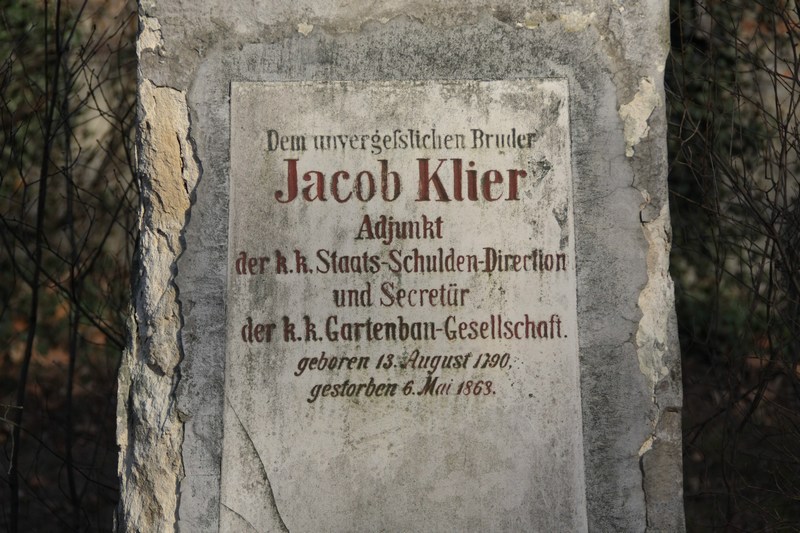 Dem unvergeſslichen Bruder
Jacob Klier
Adjunkt
der k.k. Staats-Schulden-Direction
und Secretär
der k.k. Gartenbau-Gesellschaft.
geboren 13. August 1790,
gestorben 6. Mai 1863.